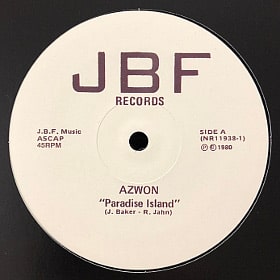 JBF
RECORDS
J.B.F. Music
ASCAP
45RPM
SIDE A
(NR11938-1)
℗ © 1980
AZWON
"Paradise Island"
(J. Baker - R. Jahn)